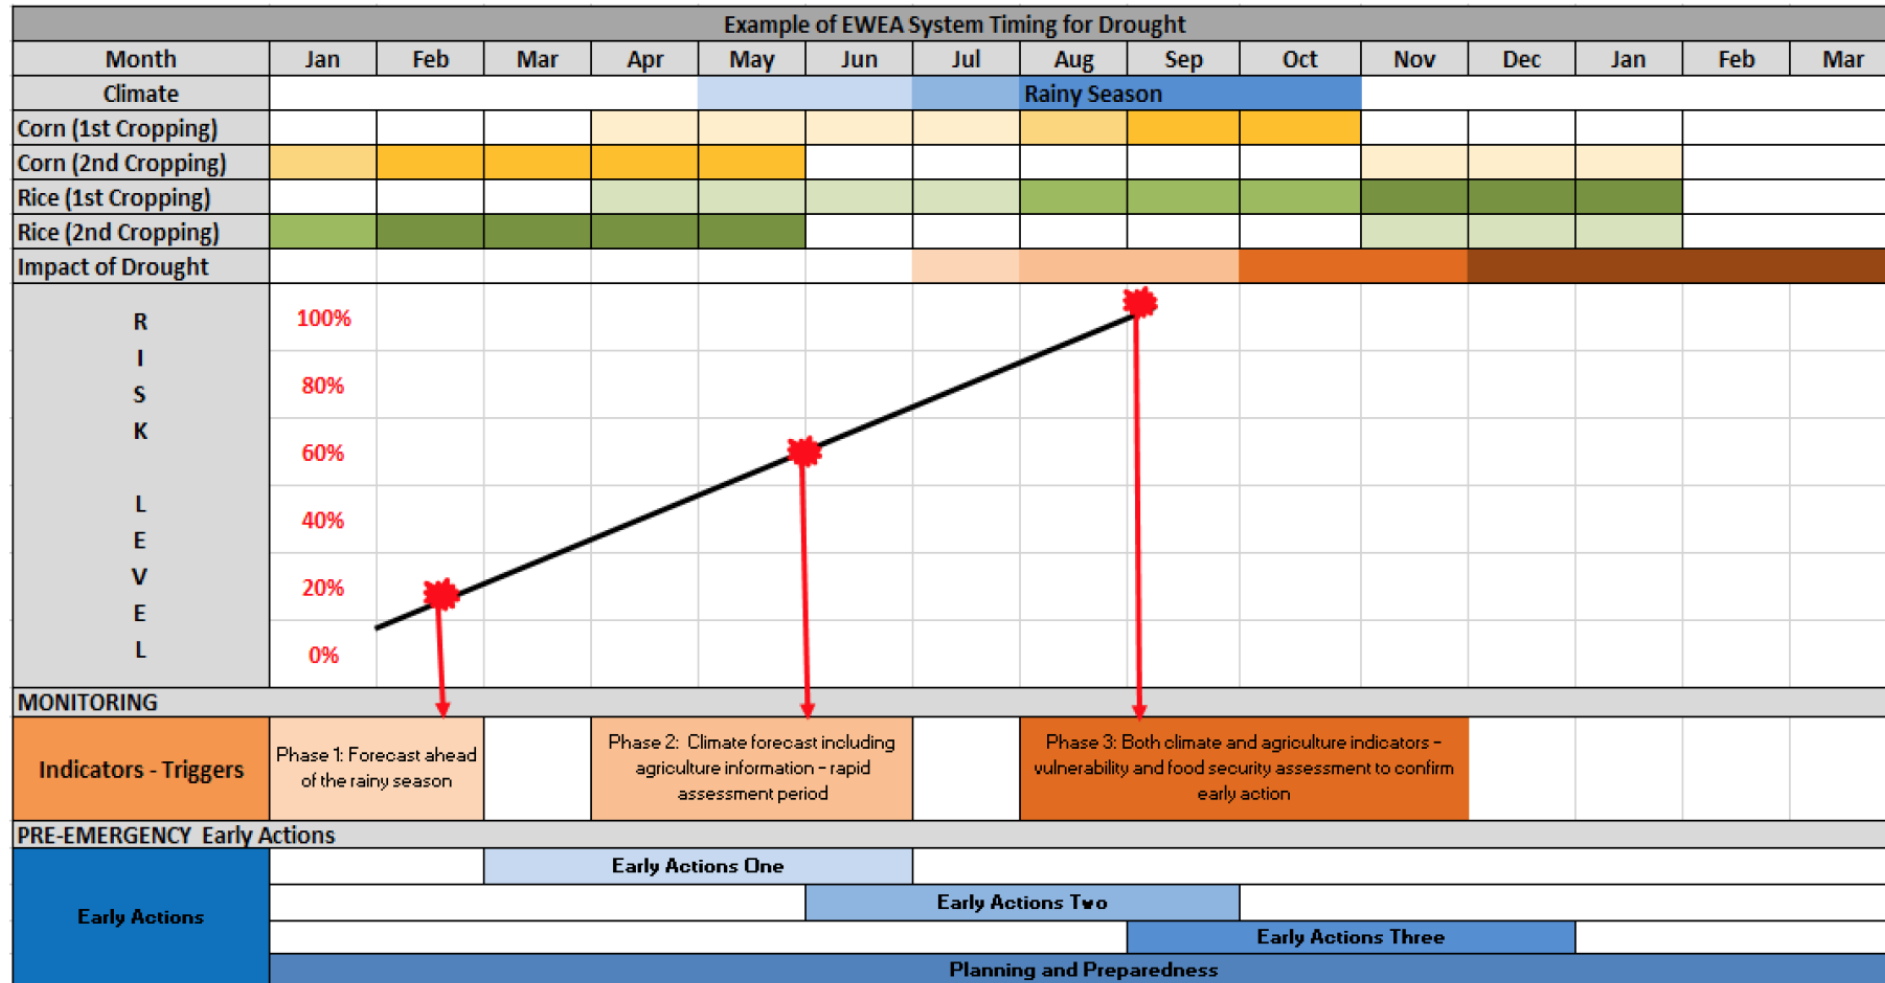 Example of EWEA System Timing for Drought
Month Jan Feb Mar Apr May Jun Jul Aug Sep Oct Nov Dec Jan Feb Mar
Climate Rainy Season
Corn (1st Cropping)
Corn (2nd Cropping)
Rice (1st Cropping)
Rice (2nd Cropping)
Impact of Drought
R
I
S
K
L
E
V
E
L
100%
80%
60%
40%
20%
0%
MONITORING
Indicators - Triggers
Phase 1: Forecast ahead
of the rainy season
Phase 2: Climate forecast including
agriculture information - rapid
assessment period
Phase 3: Both climate and agriculture indicators -
vulnerability and food security assessment to confirm
early action
PRE-EMERGENCY Early Actions
Early Actions
Early Actions One
Early Actions Two
Early Actions Three
Planning and Preparedness